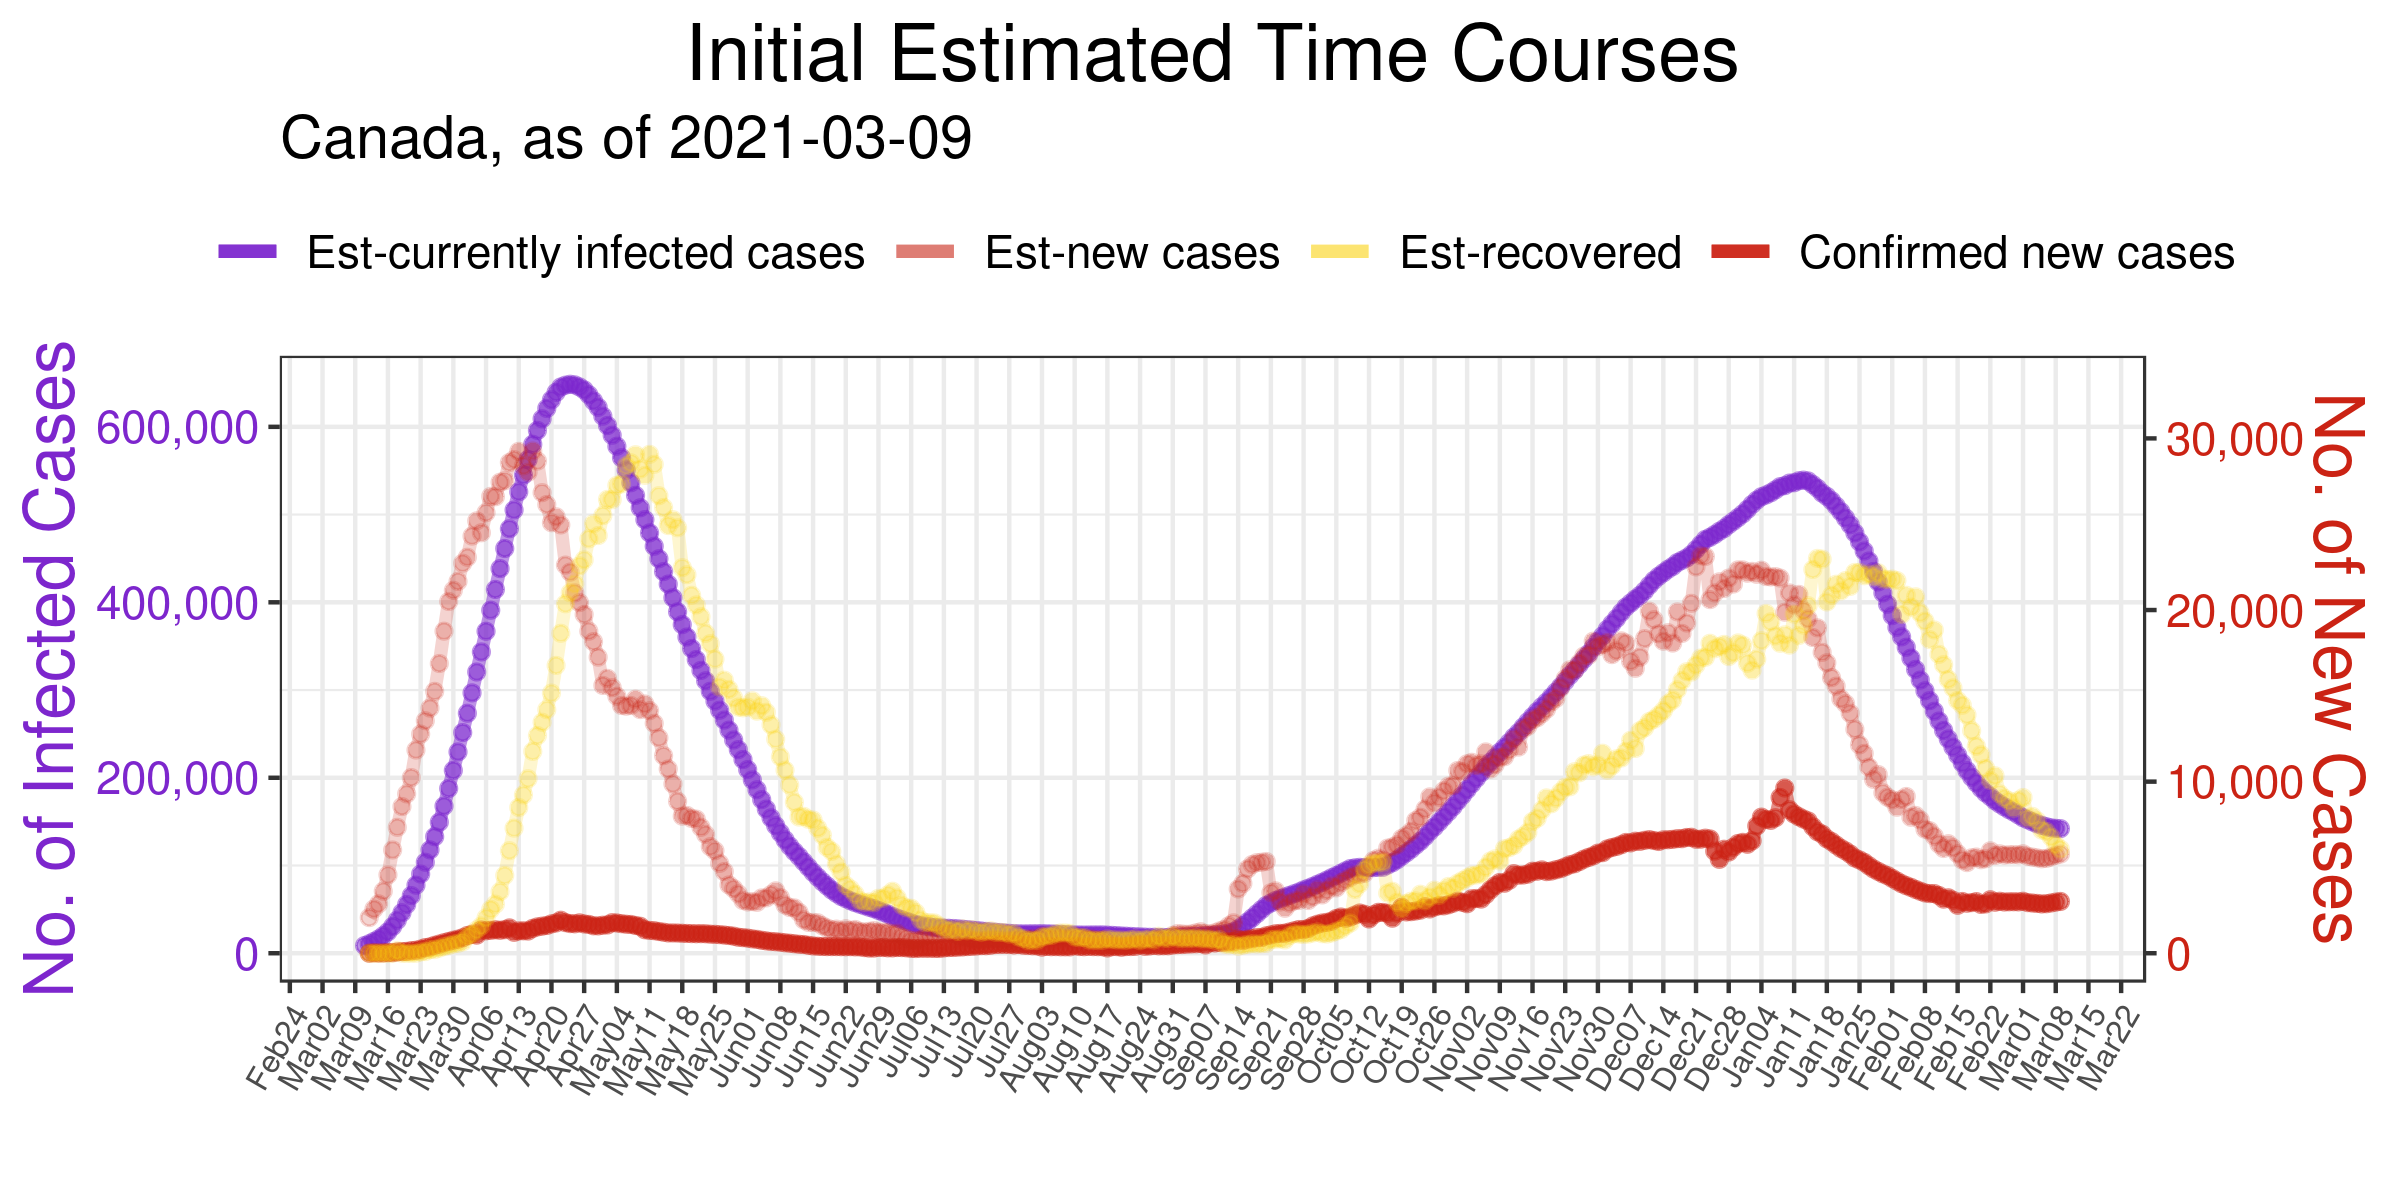 Initial Estimated Time Courses
Canada, as of 2021-03-09
Est-currently infected cases Est-new cases Est-recovered Confirmed new cases
No. of Infected Cases
600,000
400,000
200,000
0
30,000
20,000
10,000
0
No. of New Cases
Feb24 Mar02 Mar09 Mar16 Mar23 Mar30 Apr06 Apr13 Apr20 Apr27 May04 May11 May18 May25 Jun01 Jun08 Jun15 Jun22 Jun29 Jul06 Jul13 Jul20 Jul27 Aug03 Aug10 Aug17 Aug24 Aug31 Sep07 Sep14 Sep21 Sep28 Oct05 Oct12 Oct19 Oct26 Nov02 Nov09 Nov16 Nov23 Nov30 Dec07 Dec14 Dec21 Dec28 Jan04 Jan11 Jan18 Jan25 Feb01 Feb08 Feb15 Feb22 Mar01 Mar08 Mar15 Mar22